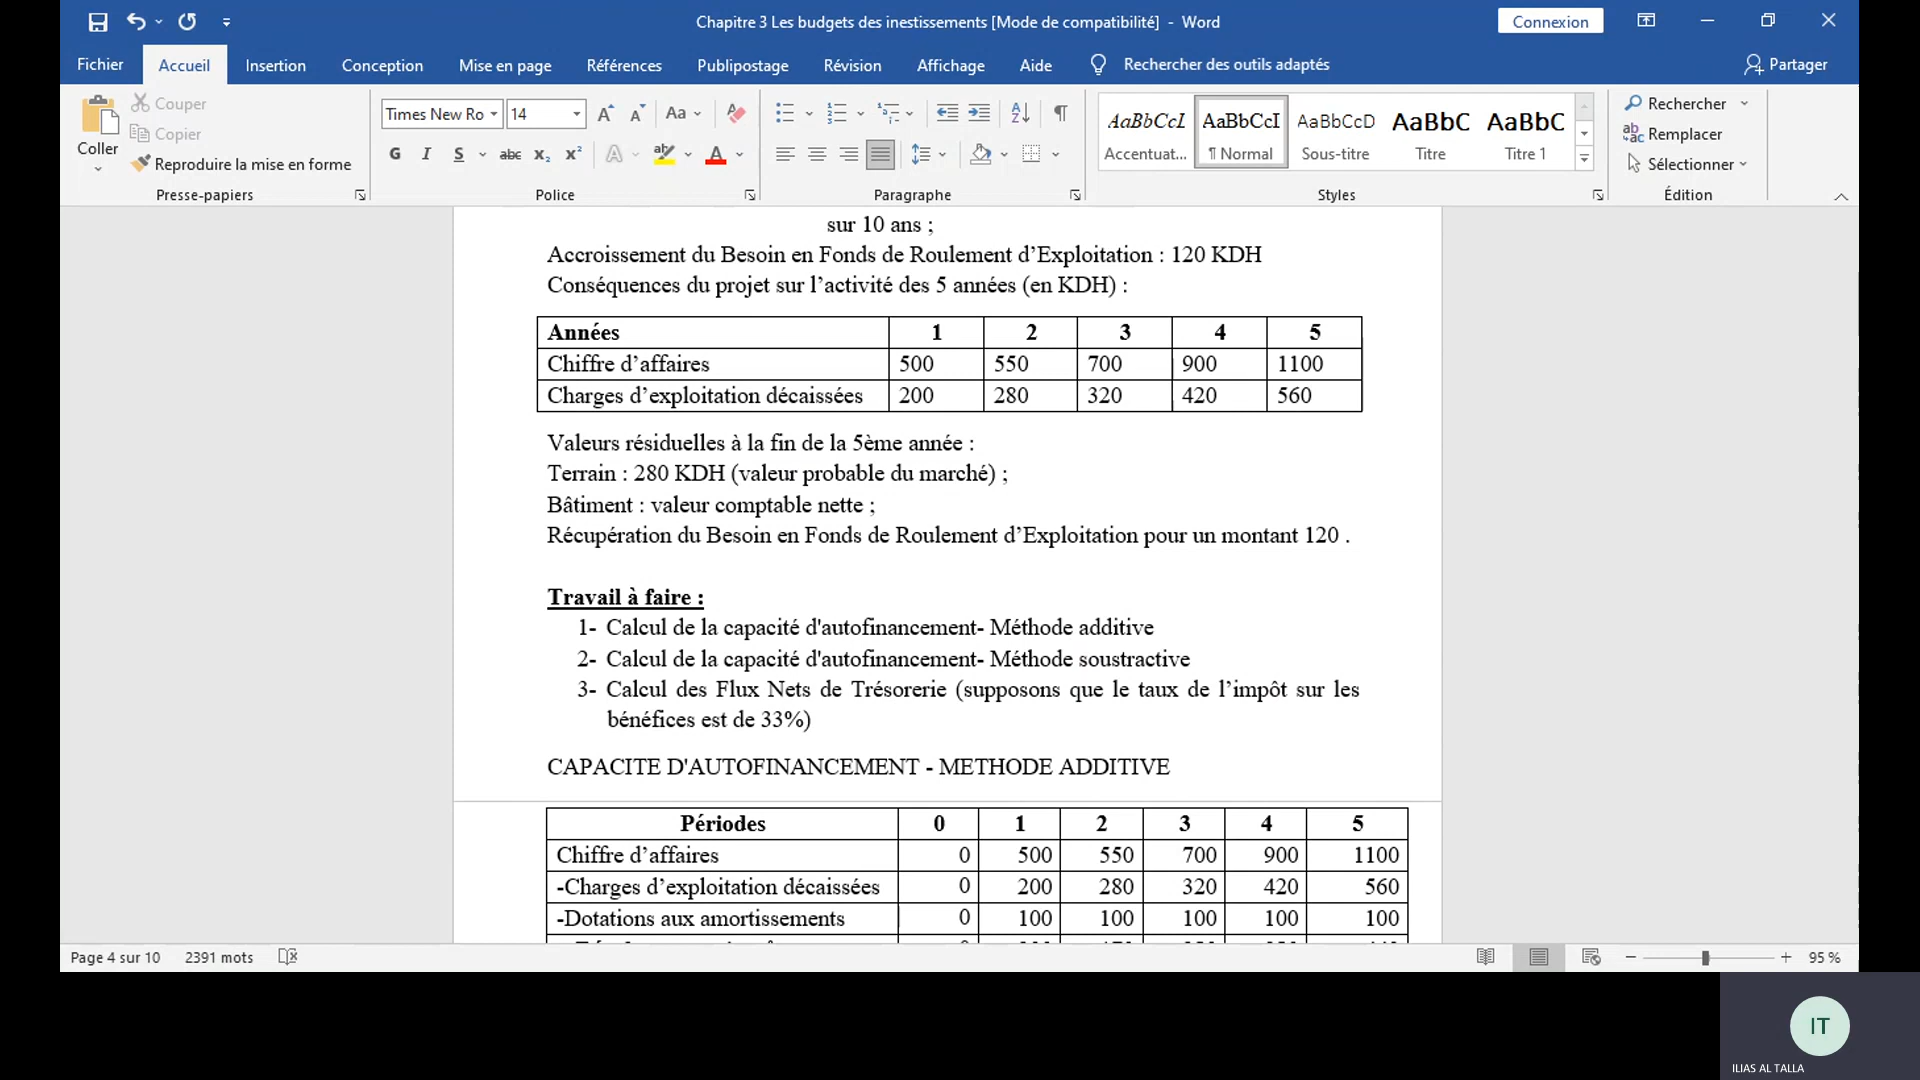 Chapitre 3 Les budgets des inestissements [Mode de compatibilité] - Word
Connexion
Fichier Accueil Insertion Conception Mise en page Références Publipostage Révision Affichage Aide Rechercher des outils adaptés Partager
Coller
Couper
Copier
Reproduire la mise en forme
Presse-papiers
Times New Ro 14
G I S abc x₂ x²
Police
Paragraphe
AaBbCcI AaBbCcI AaBbCcD AaBbC AaBbC
Accentuat... ¶ Normal Sous-titre Titre Titre 1
Styles
Rechercher
Remplacer
Sélectionner
Édition
sur 10 ans ;
Accroissement du Besoin en Fonds de Roulement d’Exploitation : 120 KDH
Conséquences du projet sur l’activité des 5 années (en KDH) :
Années 1 2 3 4 5
Chiffre d’affaires 500 550 700 900 1100
Charges d’exploitation décaissées 200 280 320 420 560
Valeurs résiduelles à la fin de la 5ème année :
Terrain : 280 KDH (valeur probable du marché) ;
Bâtiment : valeur comptable nette ;
Récupération du Besoin en Fonds de Roulement d’Exploitation pour un montant 120 .
Travail à faire :
1- Calcul de la capacité d'autofinancement- Méthode additive
2- Calcul de la capacité d'autofinancement- Méthode soustractive
3- Calcul des Flux Nets de Trésorerie (supposons que le taux de l’impôt sur les
bénéfices est de 33%)
CAPACITE D'AUTOFINANCEMENT - METHODE ADDITIVE
Périodes 0 1 2 3 4 5
Chiffre d’affaires 0 500 550 700 900 1100
-Charges d’exploitation décaissées 0 200 280 320 420 560
-Dotations aux amortissements 0 100 100 100 100 100
Page 4 sur 10 2391 mots 95 %
IT
ILIAS AL TALLA